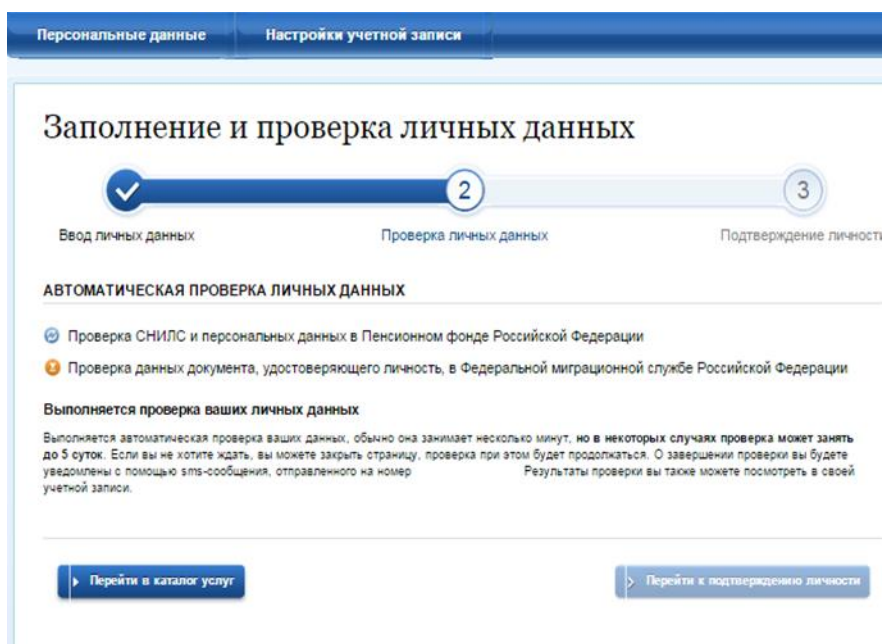 Персональные данные Настройки учетной записи
Заполнение и проверка личных данных
2 3
Ввод личных данных Проверка личных данных Подтверждение личности
АВТОМАТИЧЕСКАЯ ПРОВЕРКА ЛИЧНЫХ ДАННЫХ
Проверка СНИЛС и персональных данных в Пенсионном фонде Российской Федерации
Проверка данных документа, удостоверяющего личность, в Федеральной миграционной службе Российской Федерации
Выполняется проверка ваших личных данных
Выполняется автоматическая проверка ваших данных, обычно она занимает несколько минут, но в некоторых случаях проверка может занять
до 5 суток. Если вы не хотите ждать, вы можете закрыть страницу, проверка при этом будет продолжаться. О завершении проверки вы будете
уведомлены с помощью sms-сообщения, отправленного на номер Результаты проверки вы также можете посмотреть в своей
учетной записи.
Перейти в каталог услуг Перейти к подтверждению личности